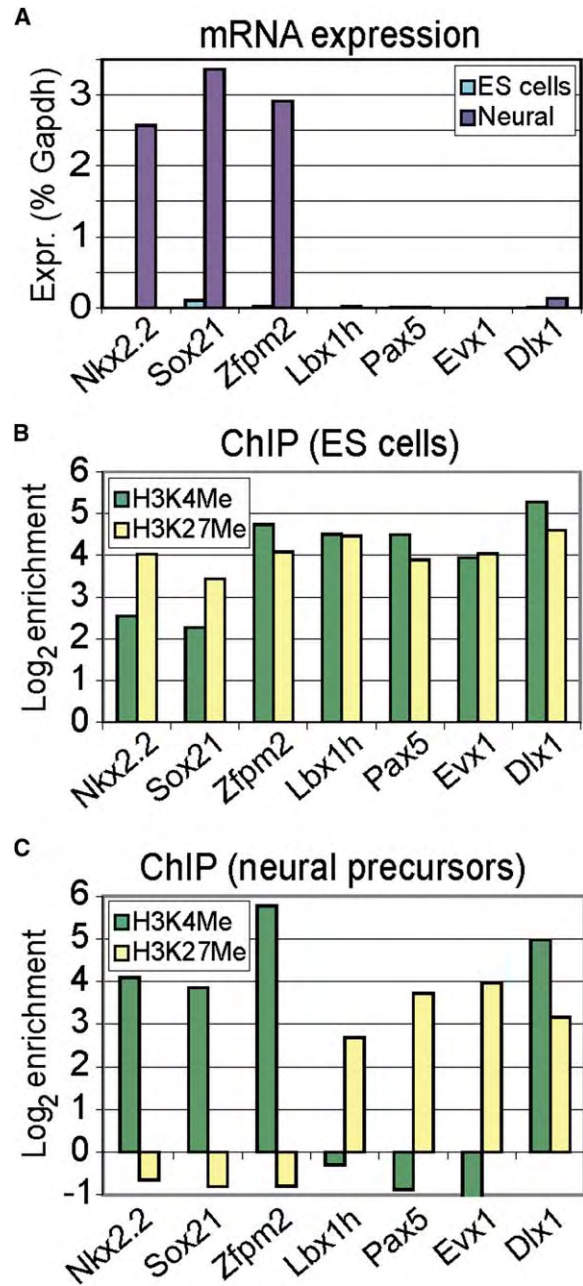 A
mRNA expression
Expr. (% Gapdh)
3
2
1
0
ES cells
Neural
Nkx2.2
Sox21
Zfpm2
Lbx1h
Pax5
Evx1
Dlx1
B
ChIP (ES cells)
Log2 enrichment
6
5
4
3
2
1
0
H3K4Me
H3K27Me
Nkx2.2
Sox21
Zfpm2
Lbx1h
Pax5
Evx1
Dlx1
C
ChIP (neural precursors)
Log2 enrichment
6
5
4
3
2
1
0
-1
H3K4Me
H3K27Me
Nkx2.2
Sox21
Zfpm2
Lbx1h
Pax5
Evx1
Dlx1